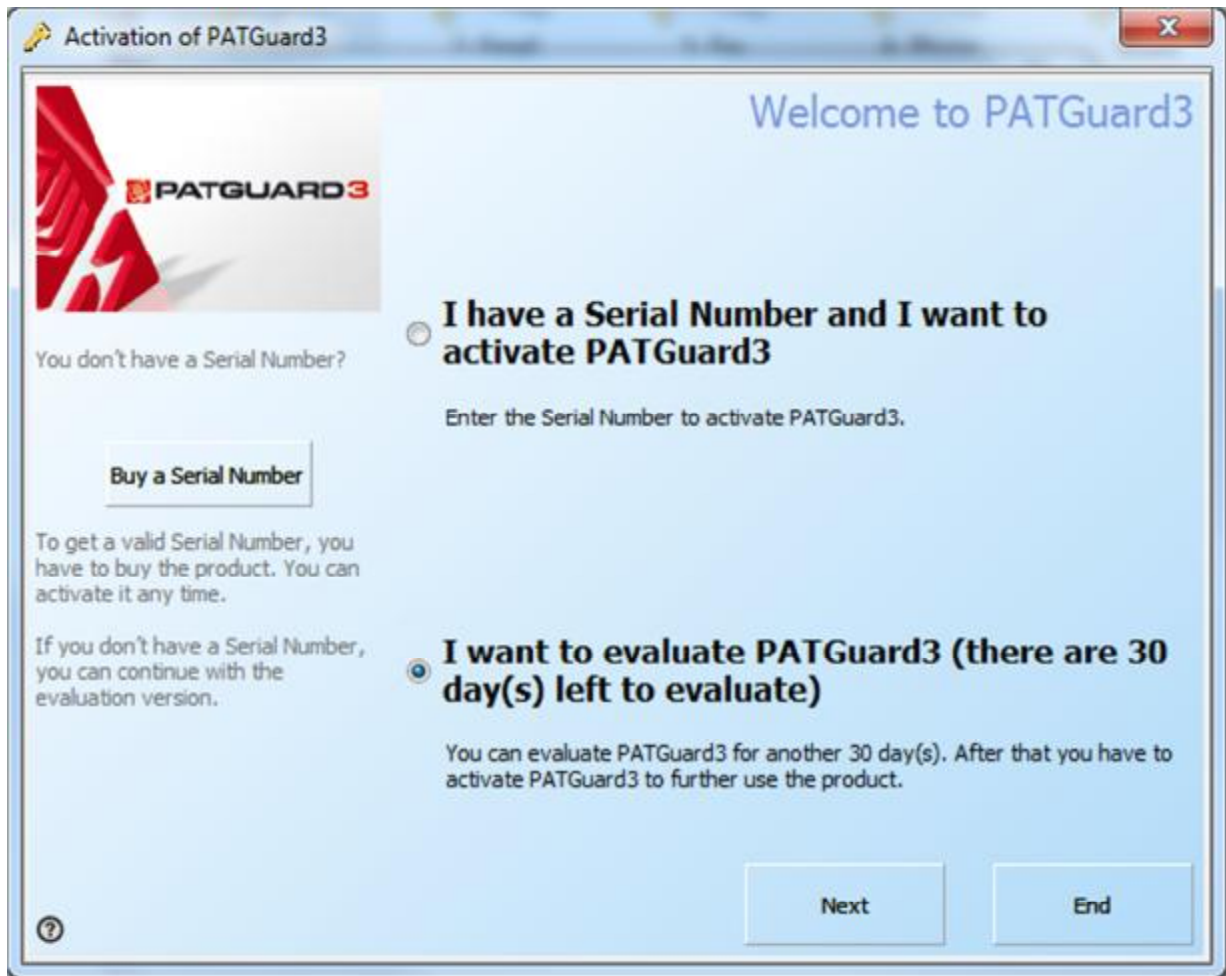 Activation of PATGuard3
Welcome to PATGuard3
PATGUARD3
You don't have a Serial Number?
Buy a Serial Number
To get a valid Serial Number, you
have to buy the product. You can
activate it any time.
If you don't have a Serial Number,
you can continue with the
evaluation version.
I have a Serial Number and I want to
activate PATGuard3
Enter the Serial Number to activate PATGuard3.
I want to evaluate PATGuard3 (there are 30
day(s) left to evaluate)
You can evaluate PATGuard3 for another 30 day(s). After that you have to
activate PATGuard3 to further use the product.
Next
End